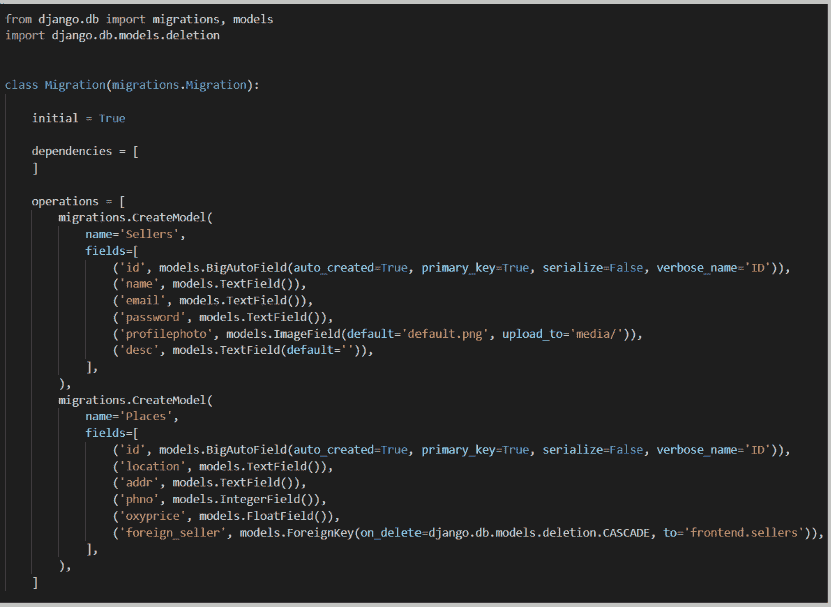 from django.db import migrations, models
import django.db.models.deletion
class Migration(migrations.Migration):
initial = True
dependencies = [
]
operations = [
migrations.CreateModel(
name='Sellers',
fields=[
('id', models.BigAutoField(auto_created=True, primary_key=True, serialize=False, verbose_name='ID')),
('name', models.TextField()),
('email', models.TextField()),
('password', models.TextField()),
('profilephoto', models.ImageField(default='default.png', upload_to='media/')),
('desc', models.TextField(default='')),
],
),
migrations.CreateModel(
name='Places',
fields=[
('id', models.BigAutoField(auto_created=True, primary_key=True, serialize=False, verbose_name='ID')),
('location', models.TextField()),
('addr', models.TextField()),
('phno', models.IntegerField()),
('oxyprice', models.FloatField()),
('foreign_seller', models.ForeignKey(on_delete=django.db.models.deletion.CASCADE, to='frontend.sellers')),
],
),
]